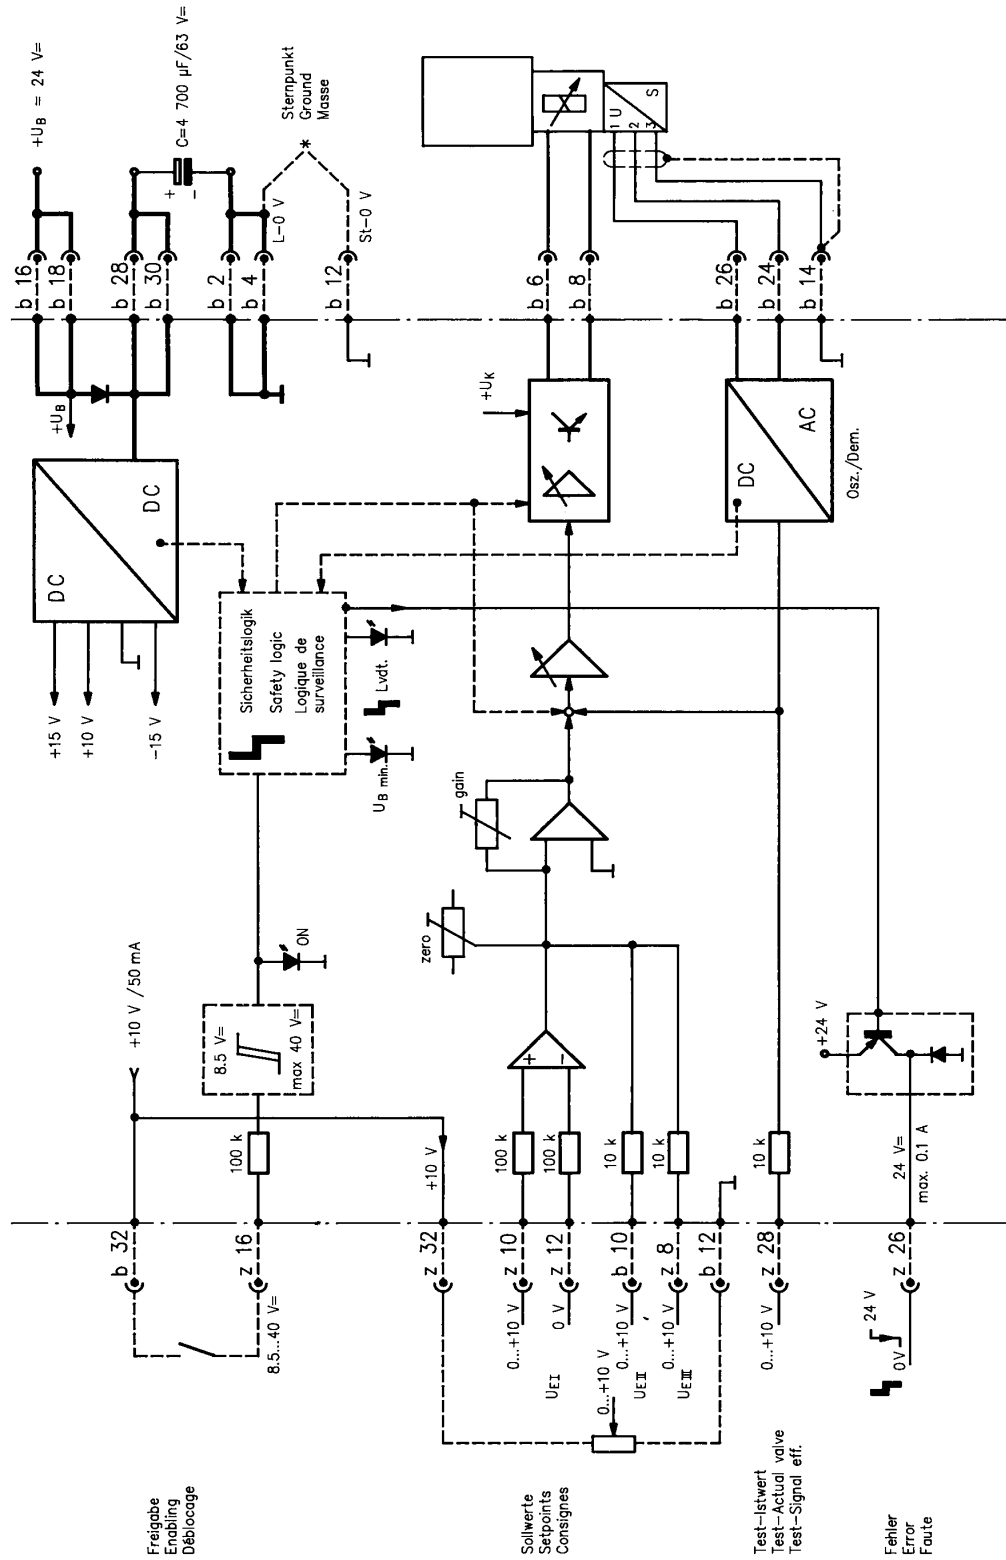 +UB = 24 V=
C=4 700 µF/63 V=
+
-
Sternpunkt
Ground
Masse
*
L-0 V
St-0 V
b 16
b 18
b 28
b 30
b 2
b 4
b 12
b 6
b 8
b 26
b 24
b 14
1
2
3
U
S
+UB
DC
DC
+15 V
+10 V
-15 V
+UK
DC
AC
Osz./Dem.
Sicherheitslogik
Safety logic
Logique de
surveillance
Lvdt.
UB min.
gain
zero
ON
+10 V /50 mA
8.5 V=
max 40 V=
100 k
+10 V
+
-
100 k
100 k
10 k
10 k
10 k
+24 V
24 V=
max. 0.1 A
b 32
z 16
z 32
z 10
z 12
b 10
z 8
b 12
z 28
z 26
8.5...40 V=
0...+10 V
0 V
0...+10 V
0...+10 V
0...+10 V
0...+10 V
UEI
UEII
UEIII
24 V
0V
Freigabe
Enabling
Déblocage
Sollwerte
Setpoints
Consignes
Test-Istwert
Test-Actual valve
Test-Signal eff.
Fehler
Error
Faute